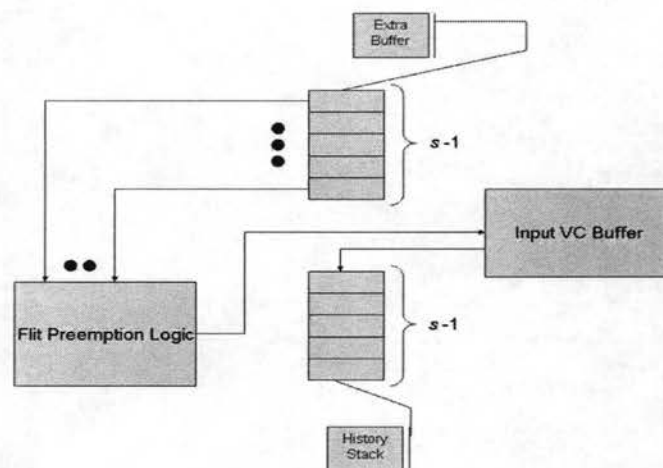 Extra
Buffer
s-1
Input VC Buffer
Flit Preemption Logic
s-1
History
Stack